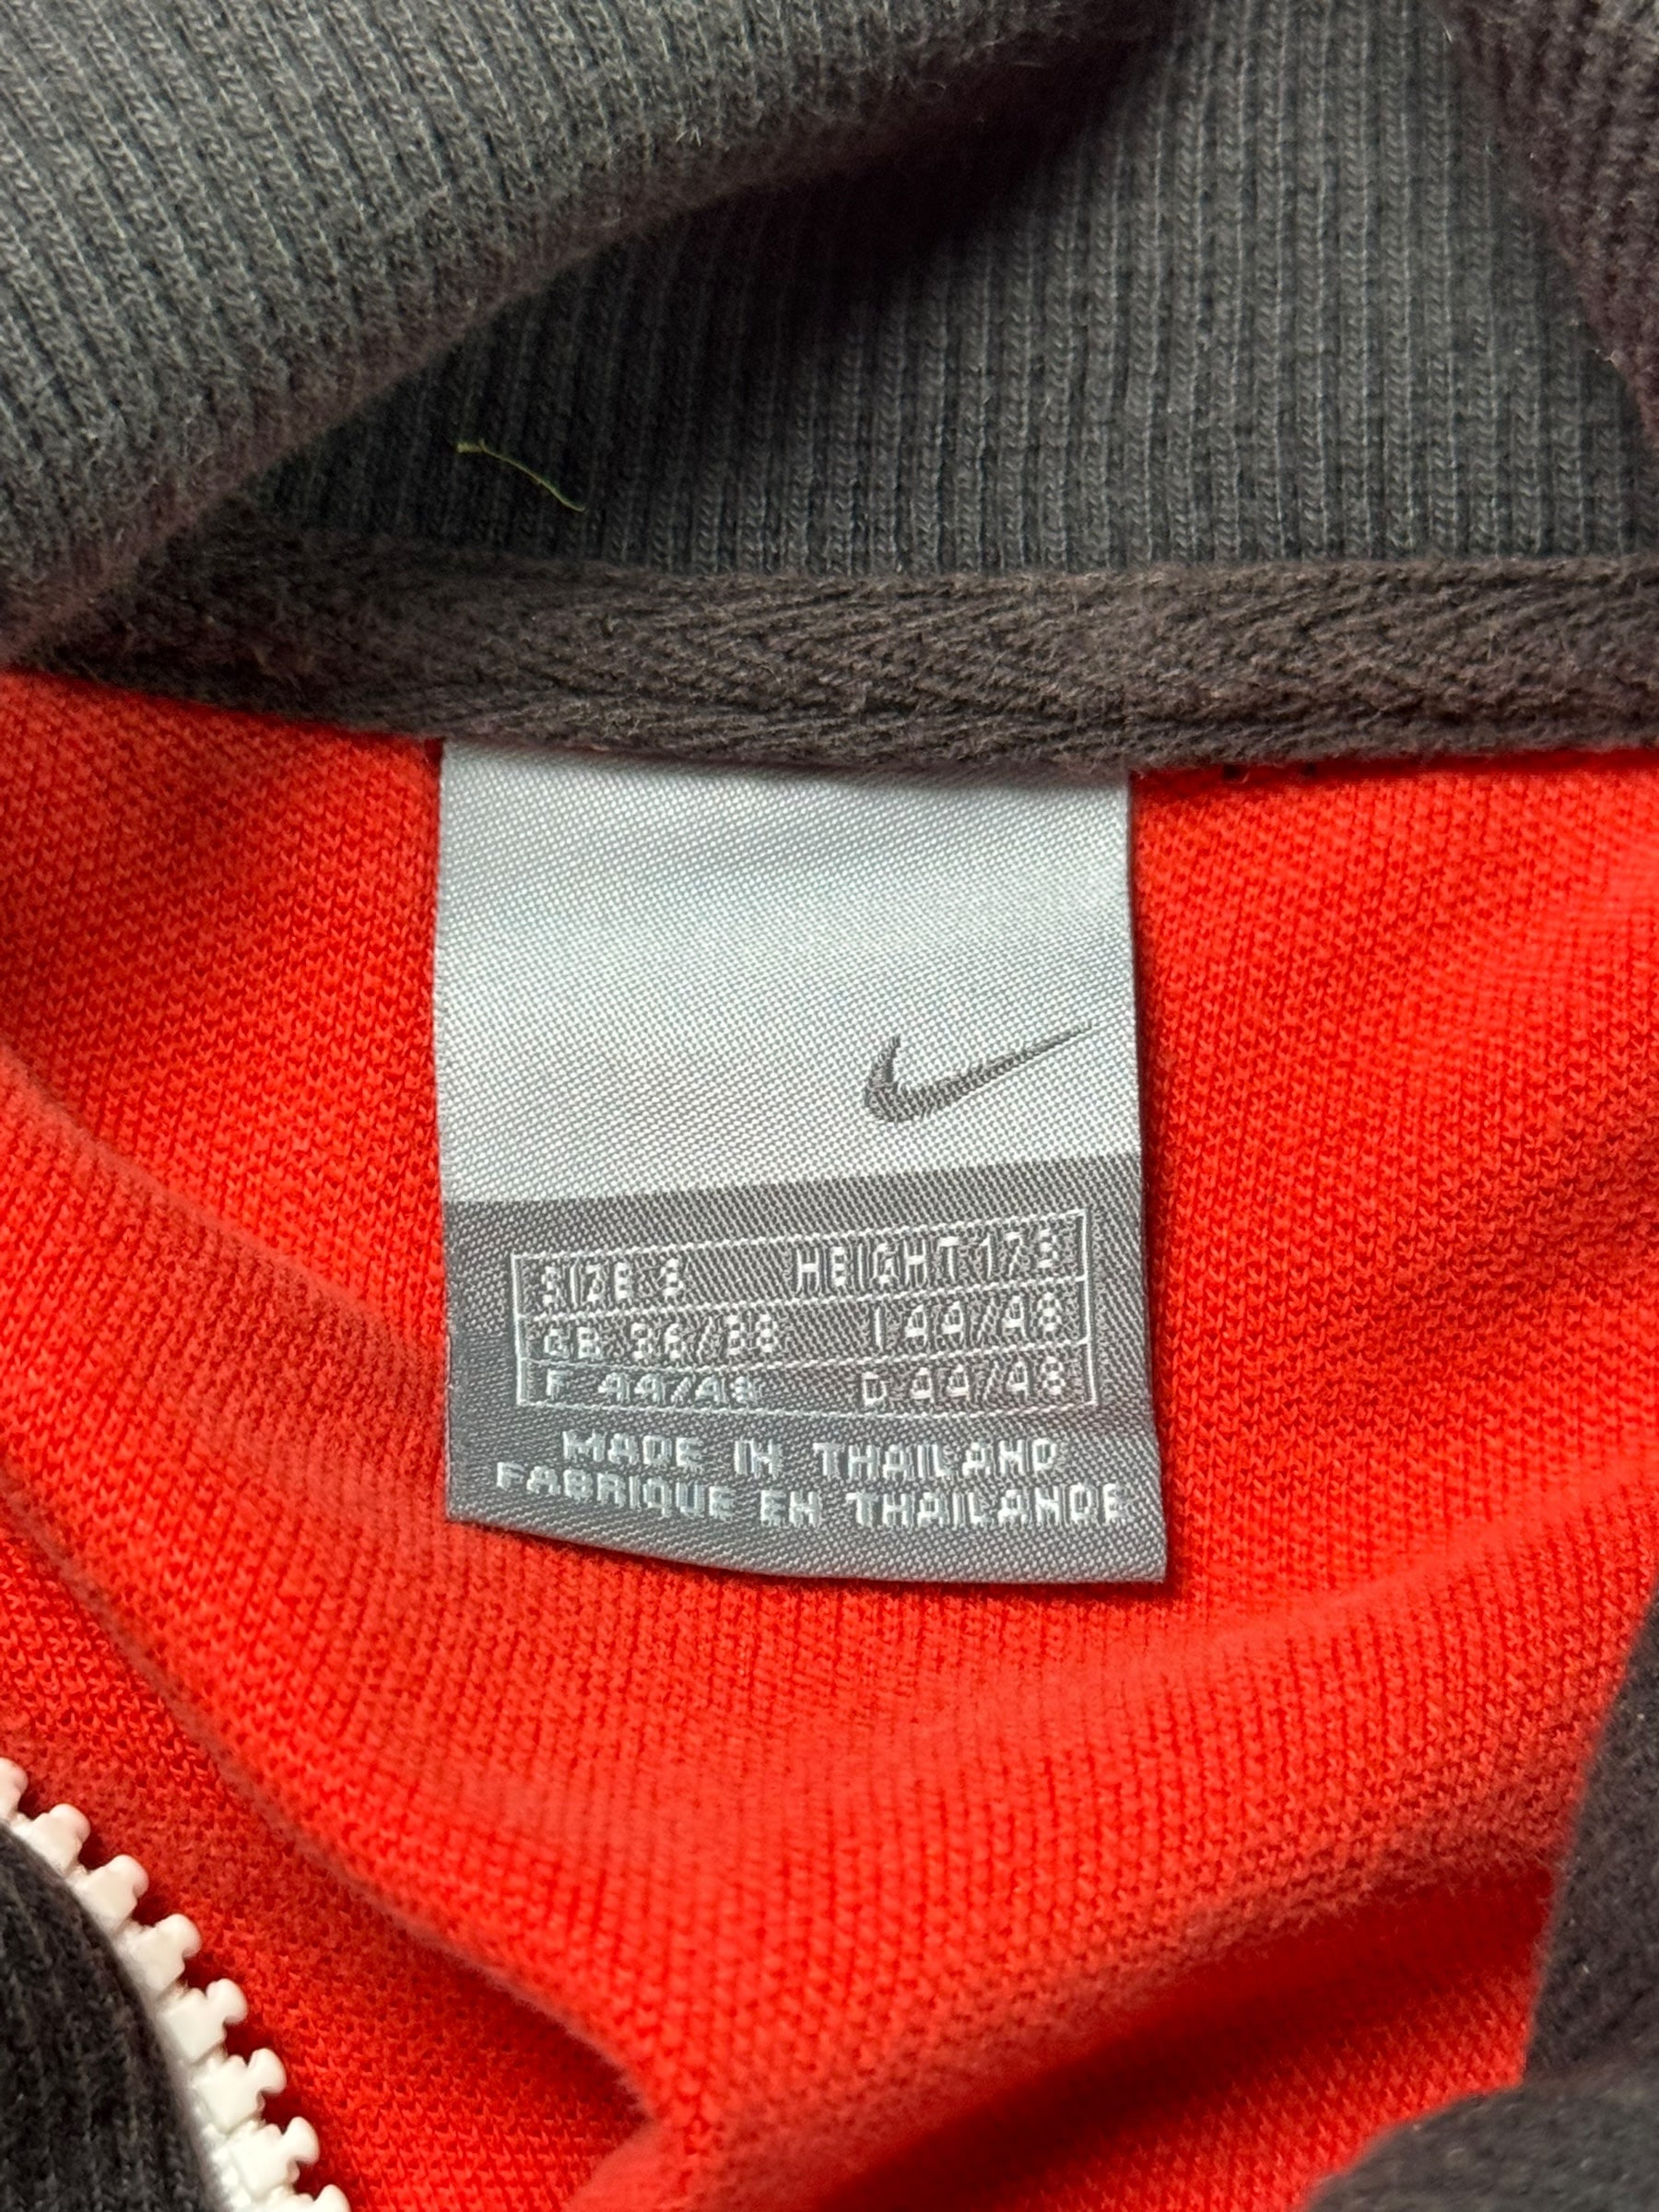 SIZE S HEIGHT 173
GB 36/38 I 44/48
F 44/48 D 44/48
MADE IN THAILAND
FABRIQUE EN THAILANDE